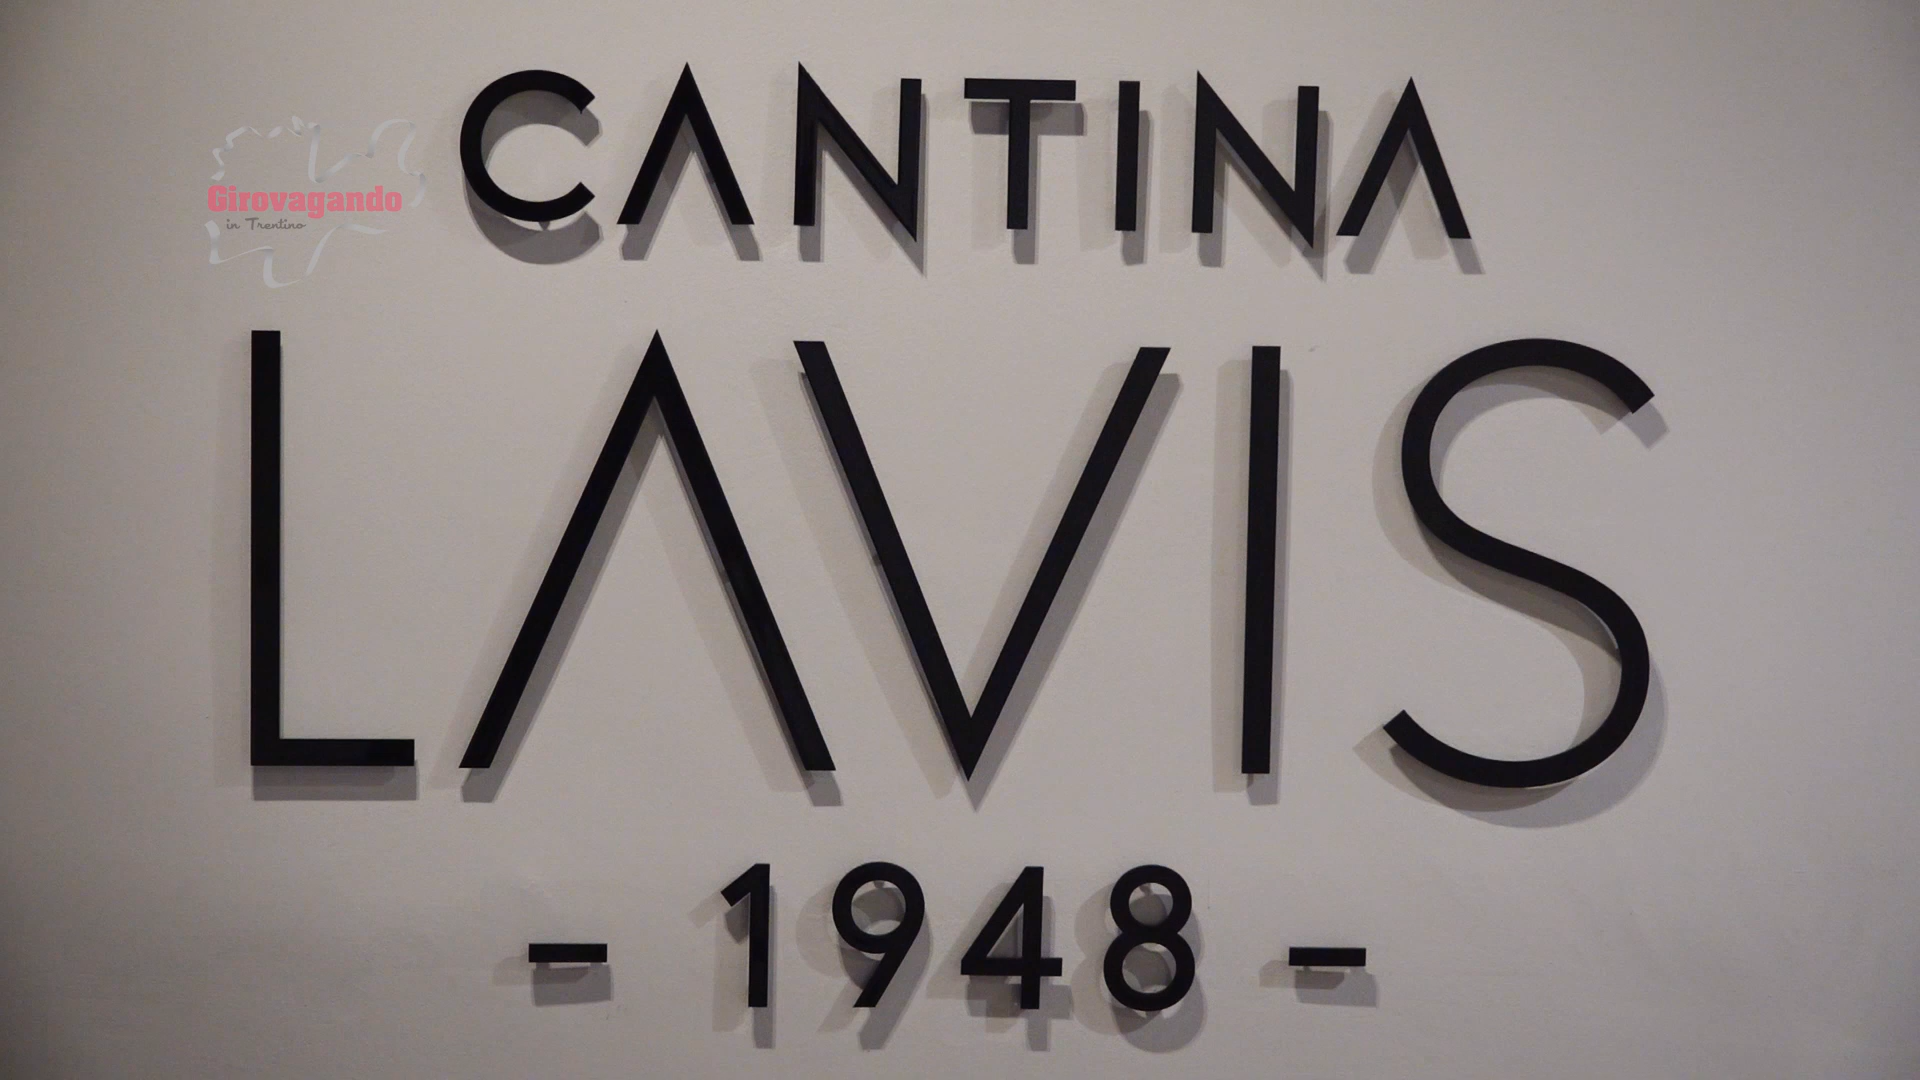 CANTINA
Girovagando
in Trentino
LAVIS
- 1948 -